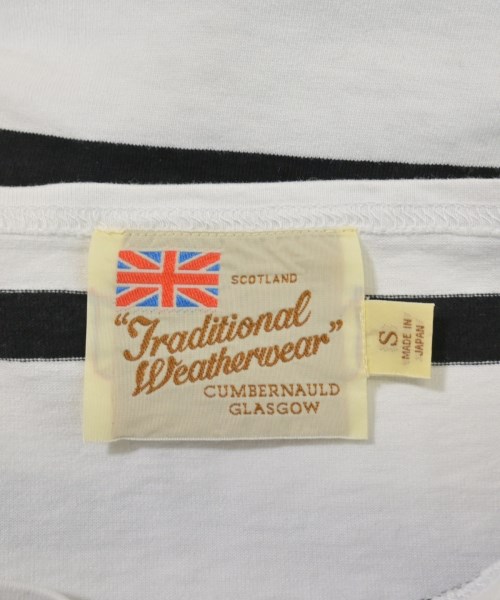 SCOTLAND
"Traditional
Weatherwear"
CUMBERNAULD
GLASGOW
S
MADE IN
JAPAN